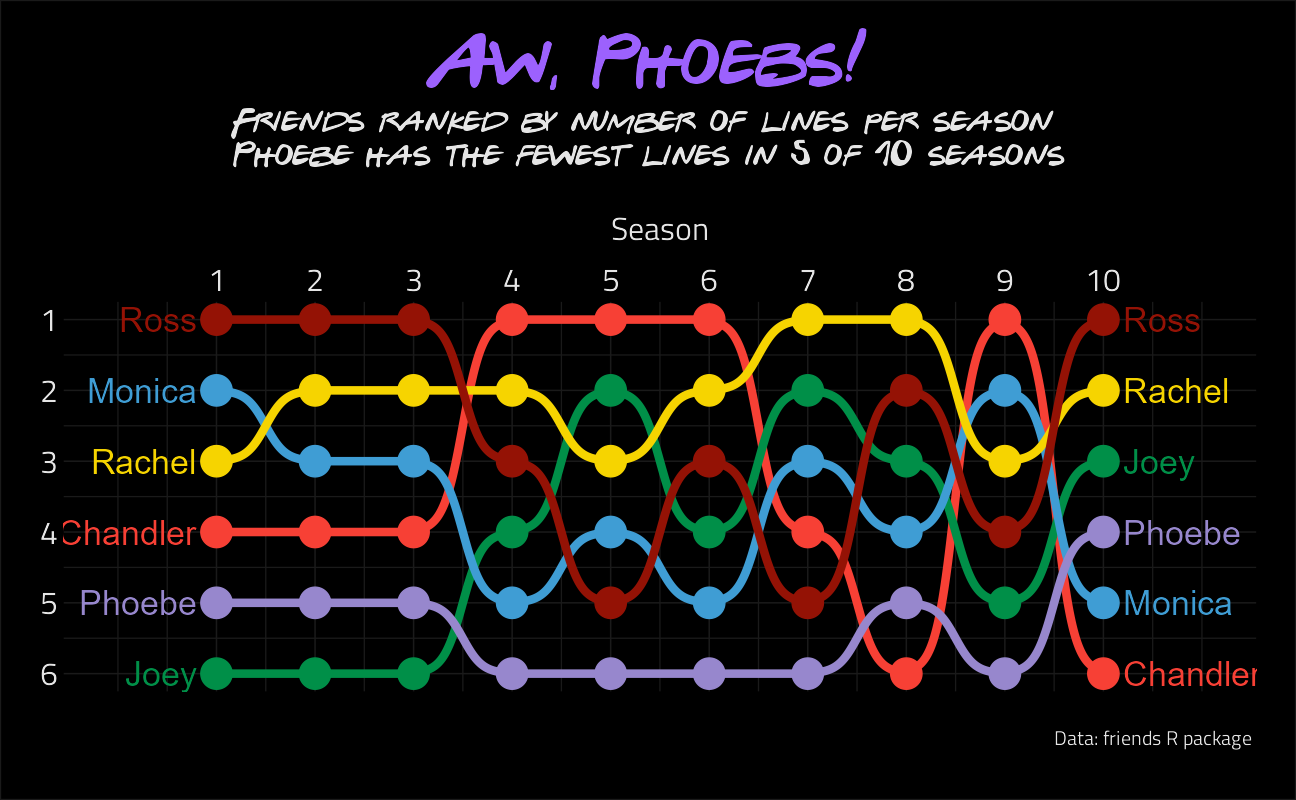 AW, PHOEBS!
FRIENDS RANKED BY NUMBER OF LINES PER SEASON
PHOEBE HAS THE FEWEST LINES IN 5 OF 10 SEASONS
Season
1 2 3 4 5 6 7 8 9 10
1 Ross Ross
2 Monica Rachel
3 Rachel Joey
4 Chandler Phoebe
5 Phoebe Monica
6 Joey Chandler
Data: friends R package